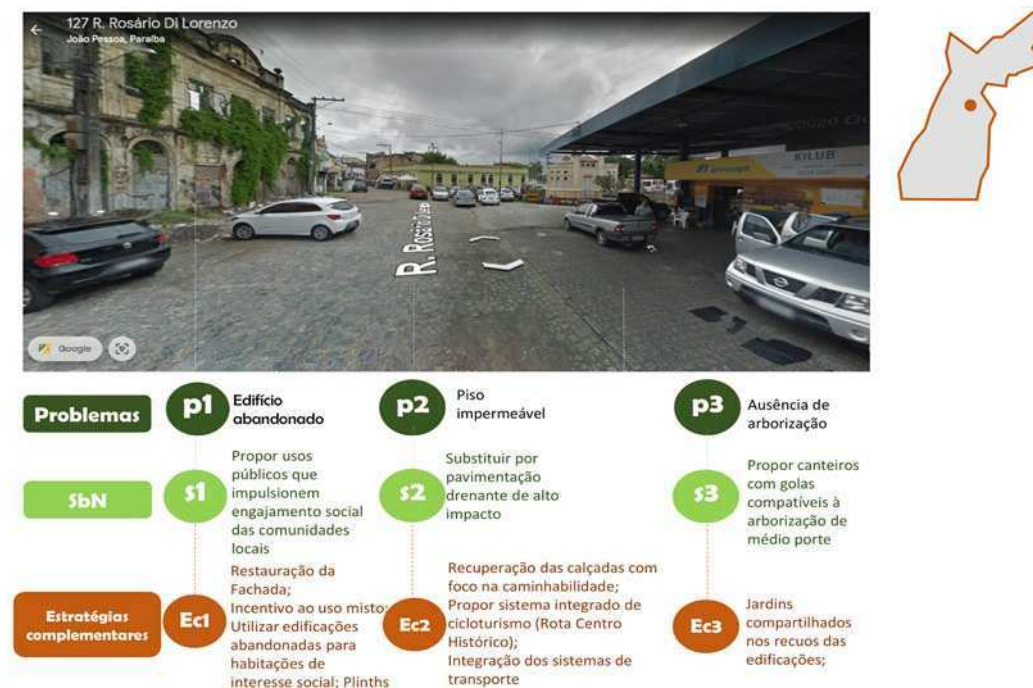 127 R. Rosário Di Lorenzo
João Pessoa, Paraíba
KILUB
Google
Problemas
p1
Edifício
abandonado
p2
Piso
impermeável
p3
Ausência de
arborização
SbN
s1
Propor usos
públicos que
impulsionem
engajamento social
das comunidades
locais
s2
Substituir por
pavimentação
drenante de alto
impacto
s3
Propor canteiros
com golas
compatíveis à
arborização de
médio porte
Estratégias
complementares
Ec1
Restauração da
Fachada;
Incentivo ao uso misto;
Utilizar edificações
abandonadas para
habitações de
interesse social; Plinths
Ec2
Recuperação das calçadas com
foco na caminhabilidade;
Propor sistema integrado de
cicloturismo (Rota Centro
Histórico);
Integração dos sistemas de
transporte
Ec3
Jardins
compartilhados
nos recuos das
edificações;